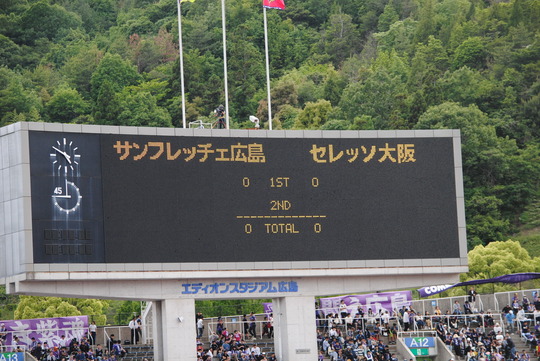 サンフレッチェ広島 セレッソ大阪
0 1ST 0
2ND
0 TOTAL 0
45
エディオンスタジアム広島
A13
A12